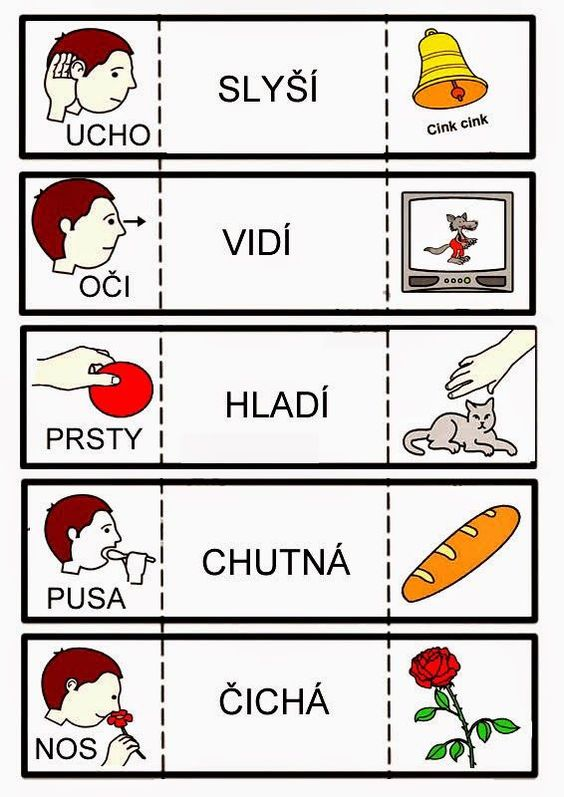 UCHO
SLYŠÍ
Cink cink
OČI
VIDÍ
PRSTY
HLADÍ
PUSA
CHUTNÁ
NOS
ČICHÁ